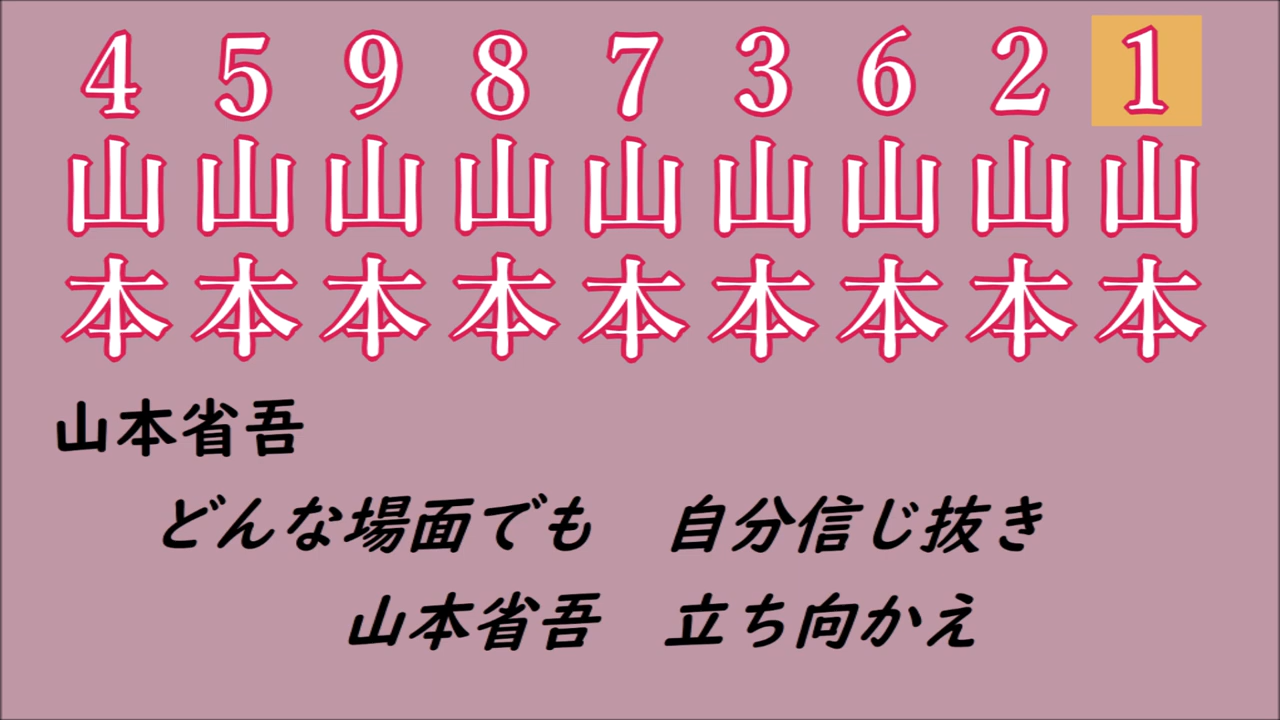 4 5 9 8 7 3 6 2 1
山 山 山 山 山 山 山 山 山
本 本 本 本 本 本 本 本 本
山本省吾
どんな場面でも　自分信じ抜き
山本省吾　立ち向かえ